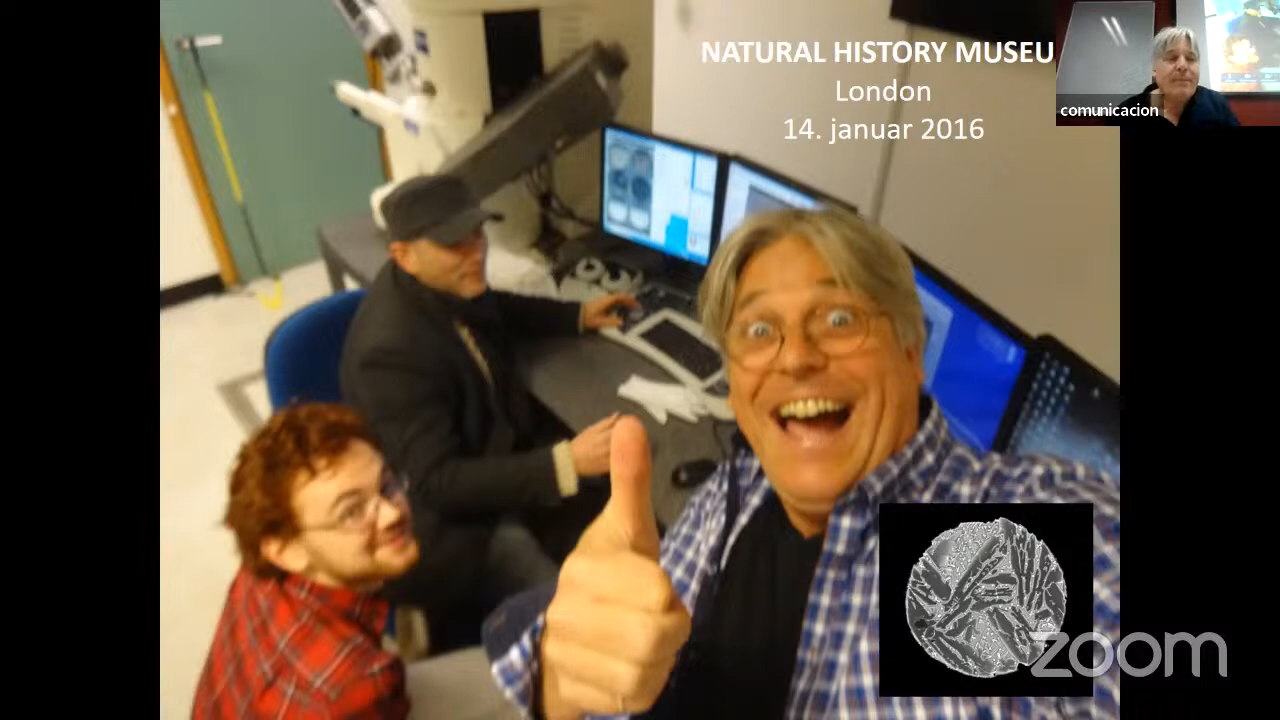 NATURAL HISTORY MUSEU
London
14. januar 2016
comunicacion
zoom